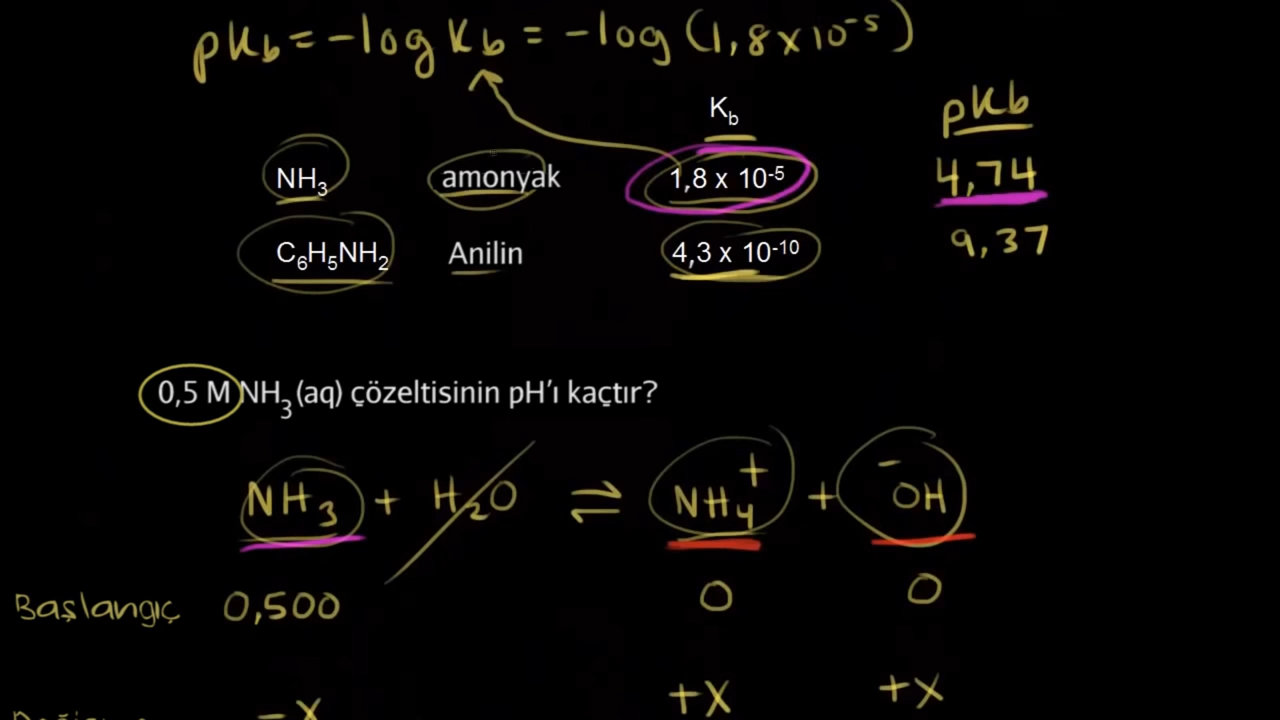 pKb = -log Kb = -log (1,8x10⁻⁵)
Kb pKb
NH₃ amonyak 1,8 x 10⁻⁵ 4,74
C₆H₅NH₂ Anilin 4,3 x 10⁻¹⁰ 9,37
0,5 M NH₃ (aq) çözeltisinin pH’ı kaçtır?
NH₃ + H₂O ⇌ NH₄⁺ + ⁻OH
Başlangıç 0,500 0 0
-x +x +x